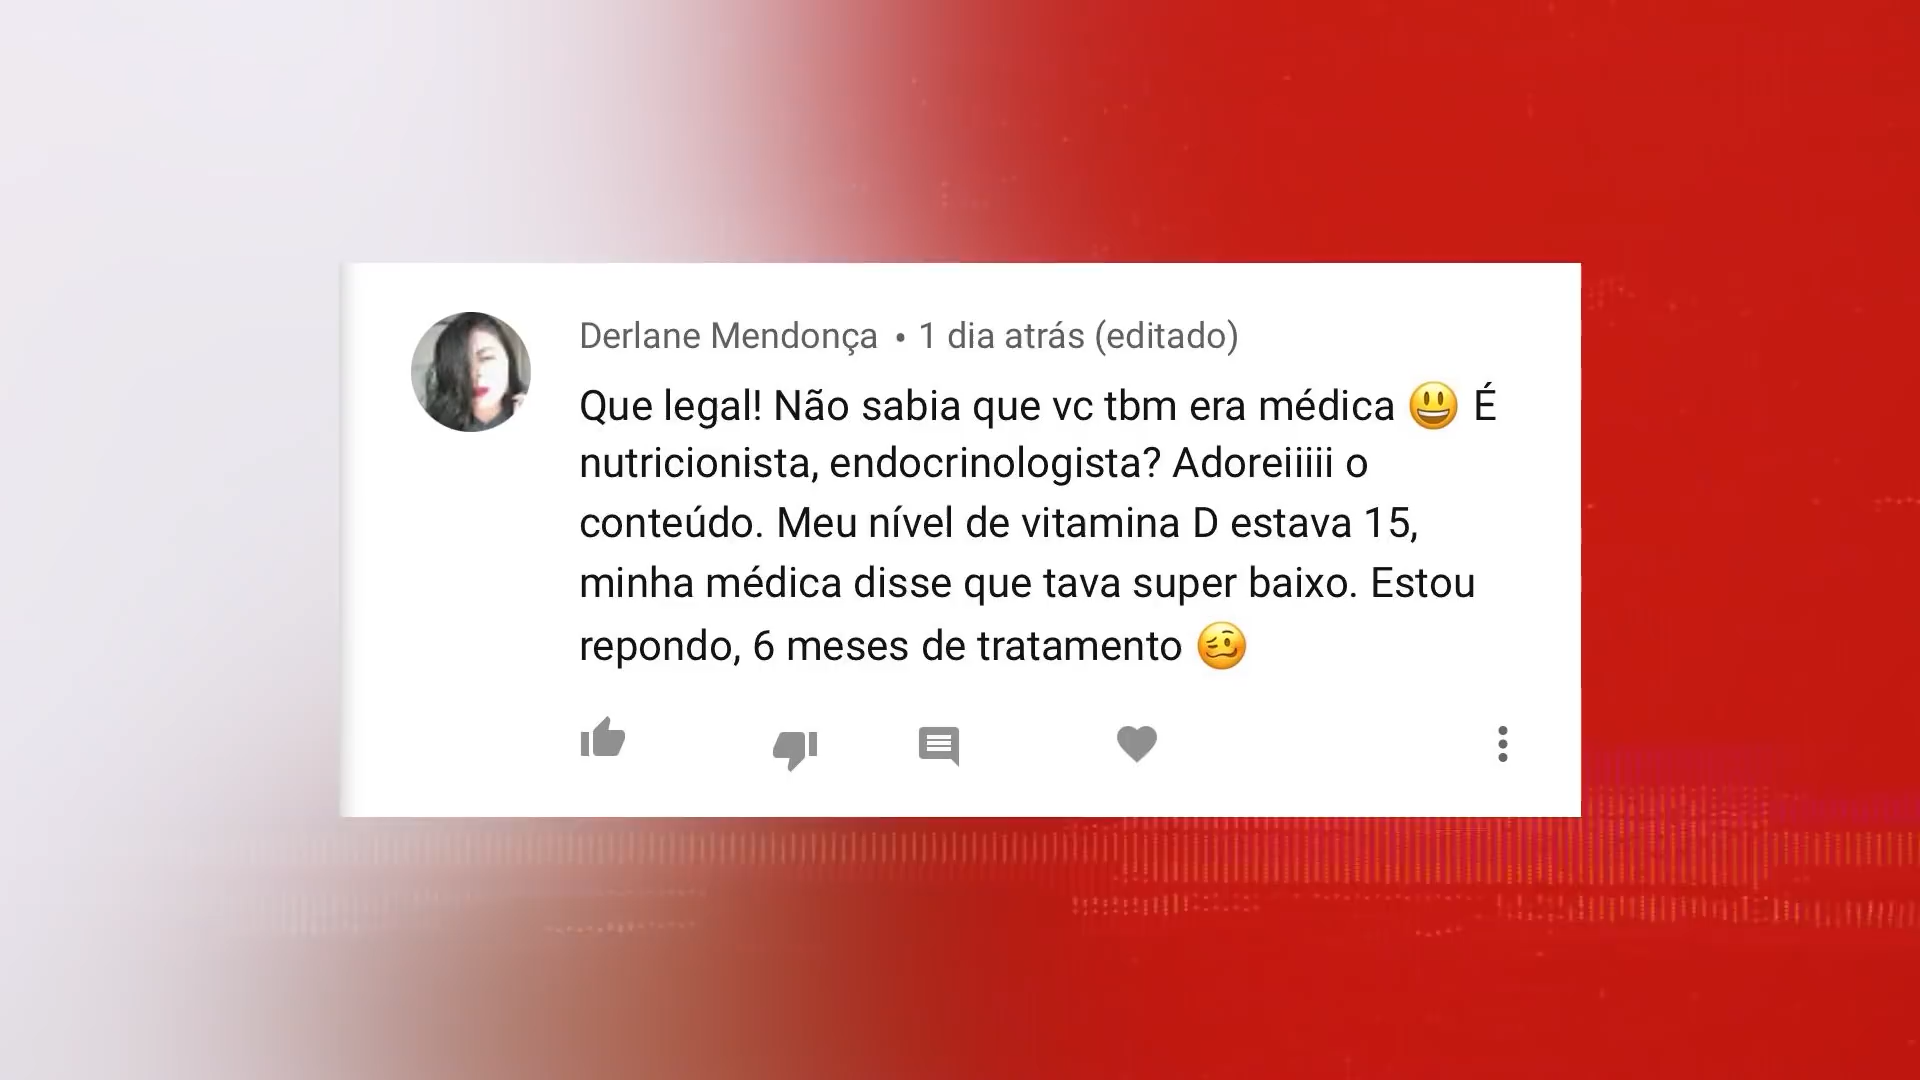 Derlane Mendonça • 1 dia atrás (editado)
Que legal! Não sabia que vc tbm era médica 😃 É
nutricionista, endocrinologista? Adoreiiiii o
conteúdo. Meu nível de vitamina D estava 15,
minha médica disse que tava super baixo. Estou
repondo, 6 meses de tratamento 🥴